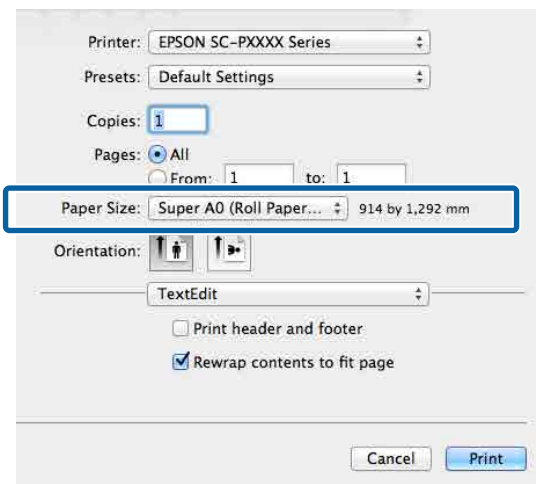 Printer: EPSON SC-PXXXX Series
Presets: Default Settings
Copies: 1
Pages: All
From: 1 to: 1
Paper Size: Super A0 (Roll Paper... 914 by 1,292 mm
Orientation:
TextEdit
Print header and footer
Rewrap contents to fit page
Cancel Print